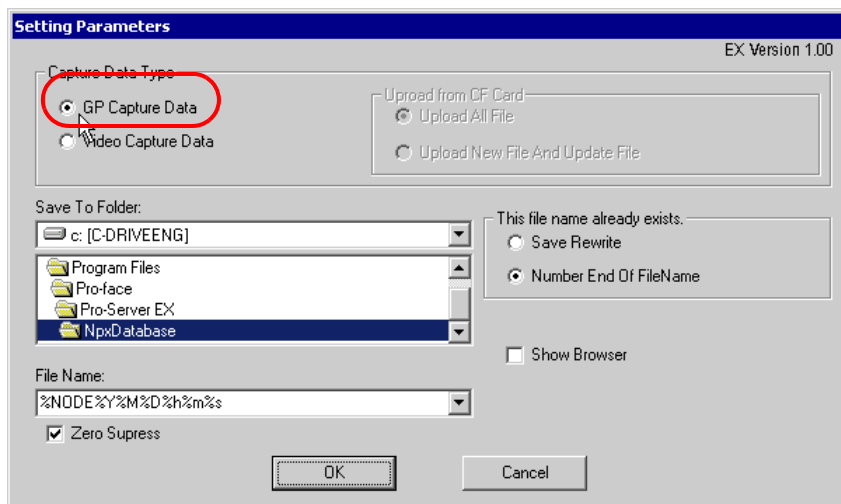 Setting Parameters
EX Version 1.00
Capture Data Type
GP Capture Data
Video Capture Data
Uproad from CF Card
Upload All File
Upload New File And Update File
Save To Folder:
c: [C-DRIVEENG]
Program Files
Pro-face
Pro-Server EX
NpxDatabase
This file name already exists.
Save Rewrite
Number End Of FileName
Show Browser
File Name:
%NODE%Y%M%D%h%m%s
Zero Supress
OK
Cancel